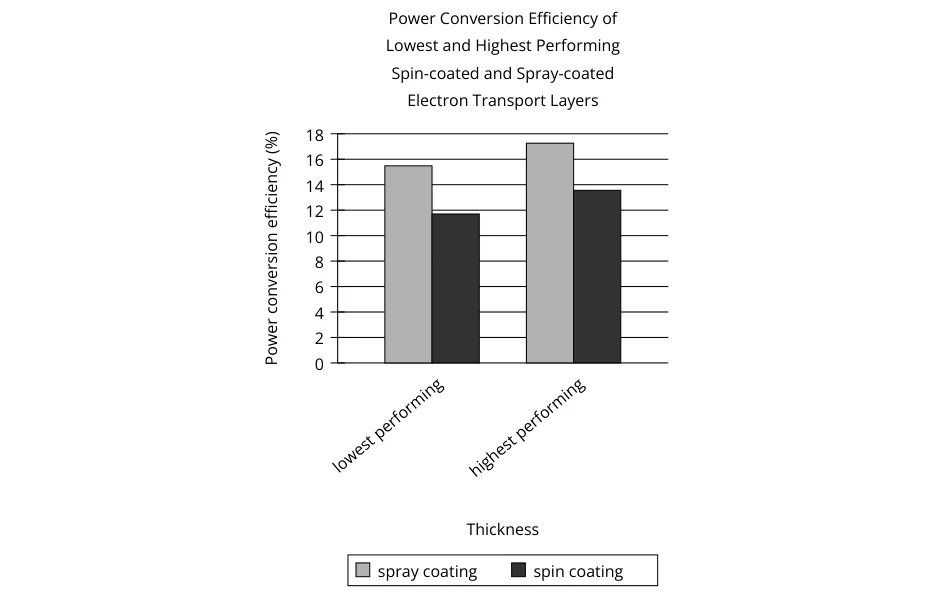 Power Conversion Efficiency of
Lowest and Highest Performing
Spin-coated and Spray-coated
Electron Transport Layers
Power conversion efficiency (%)
18
16
14
12
10
8
6
4
2
0
lowest performing
highest performing
Thickness
spray coating
spin coating